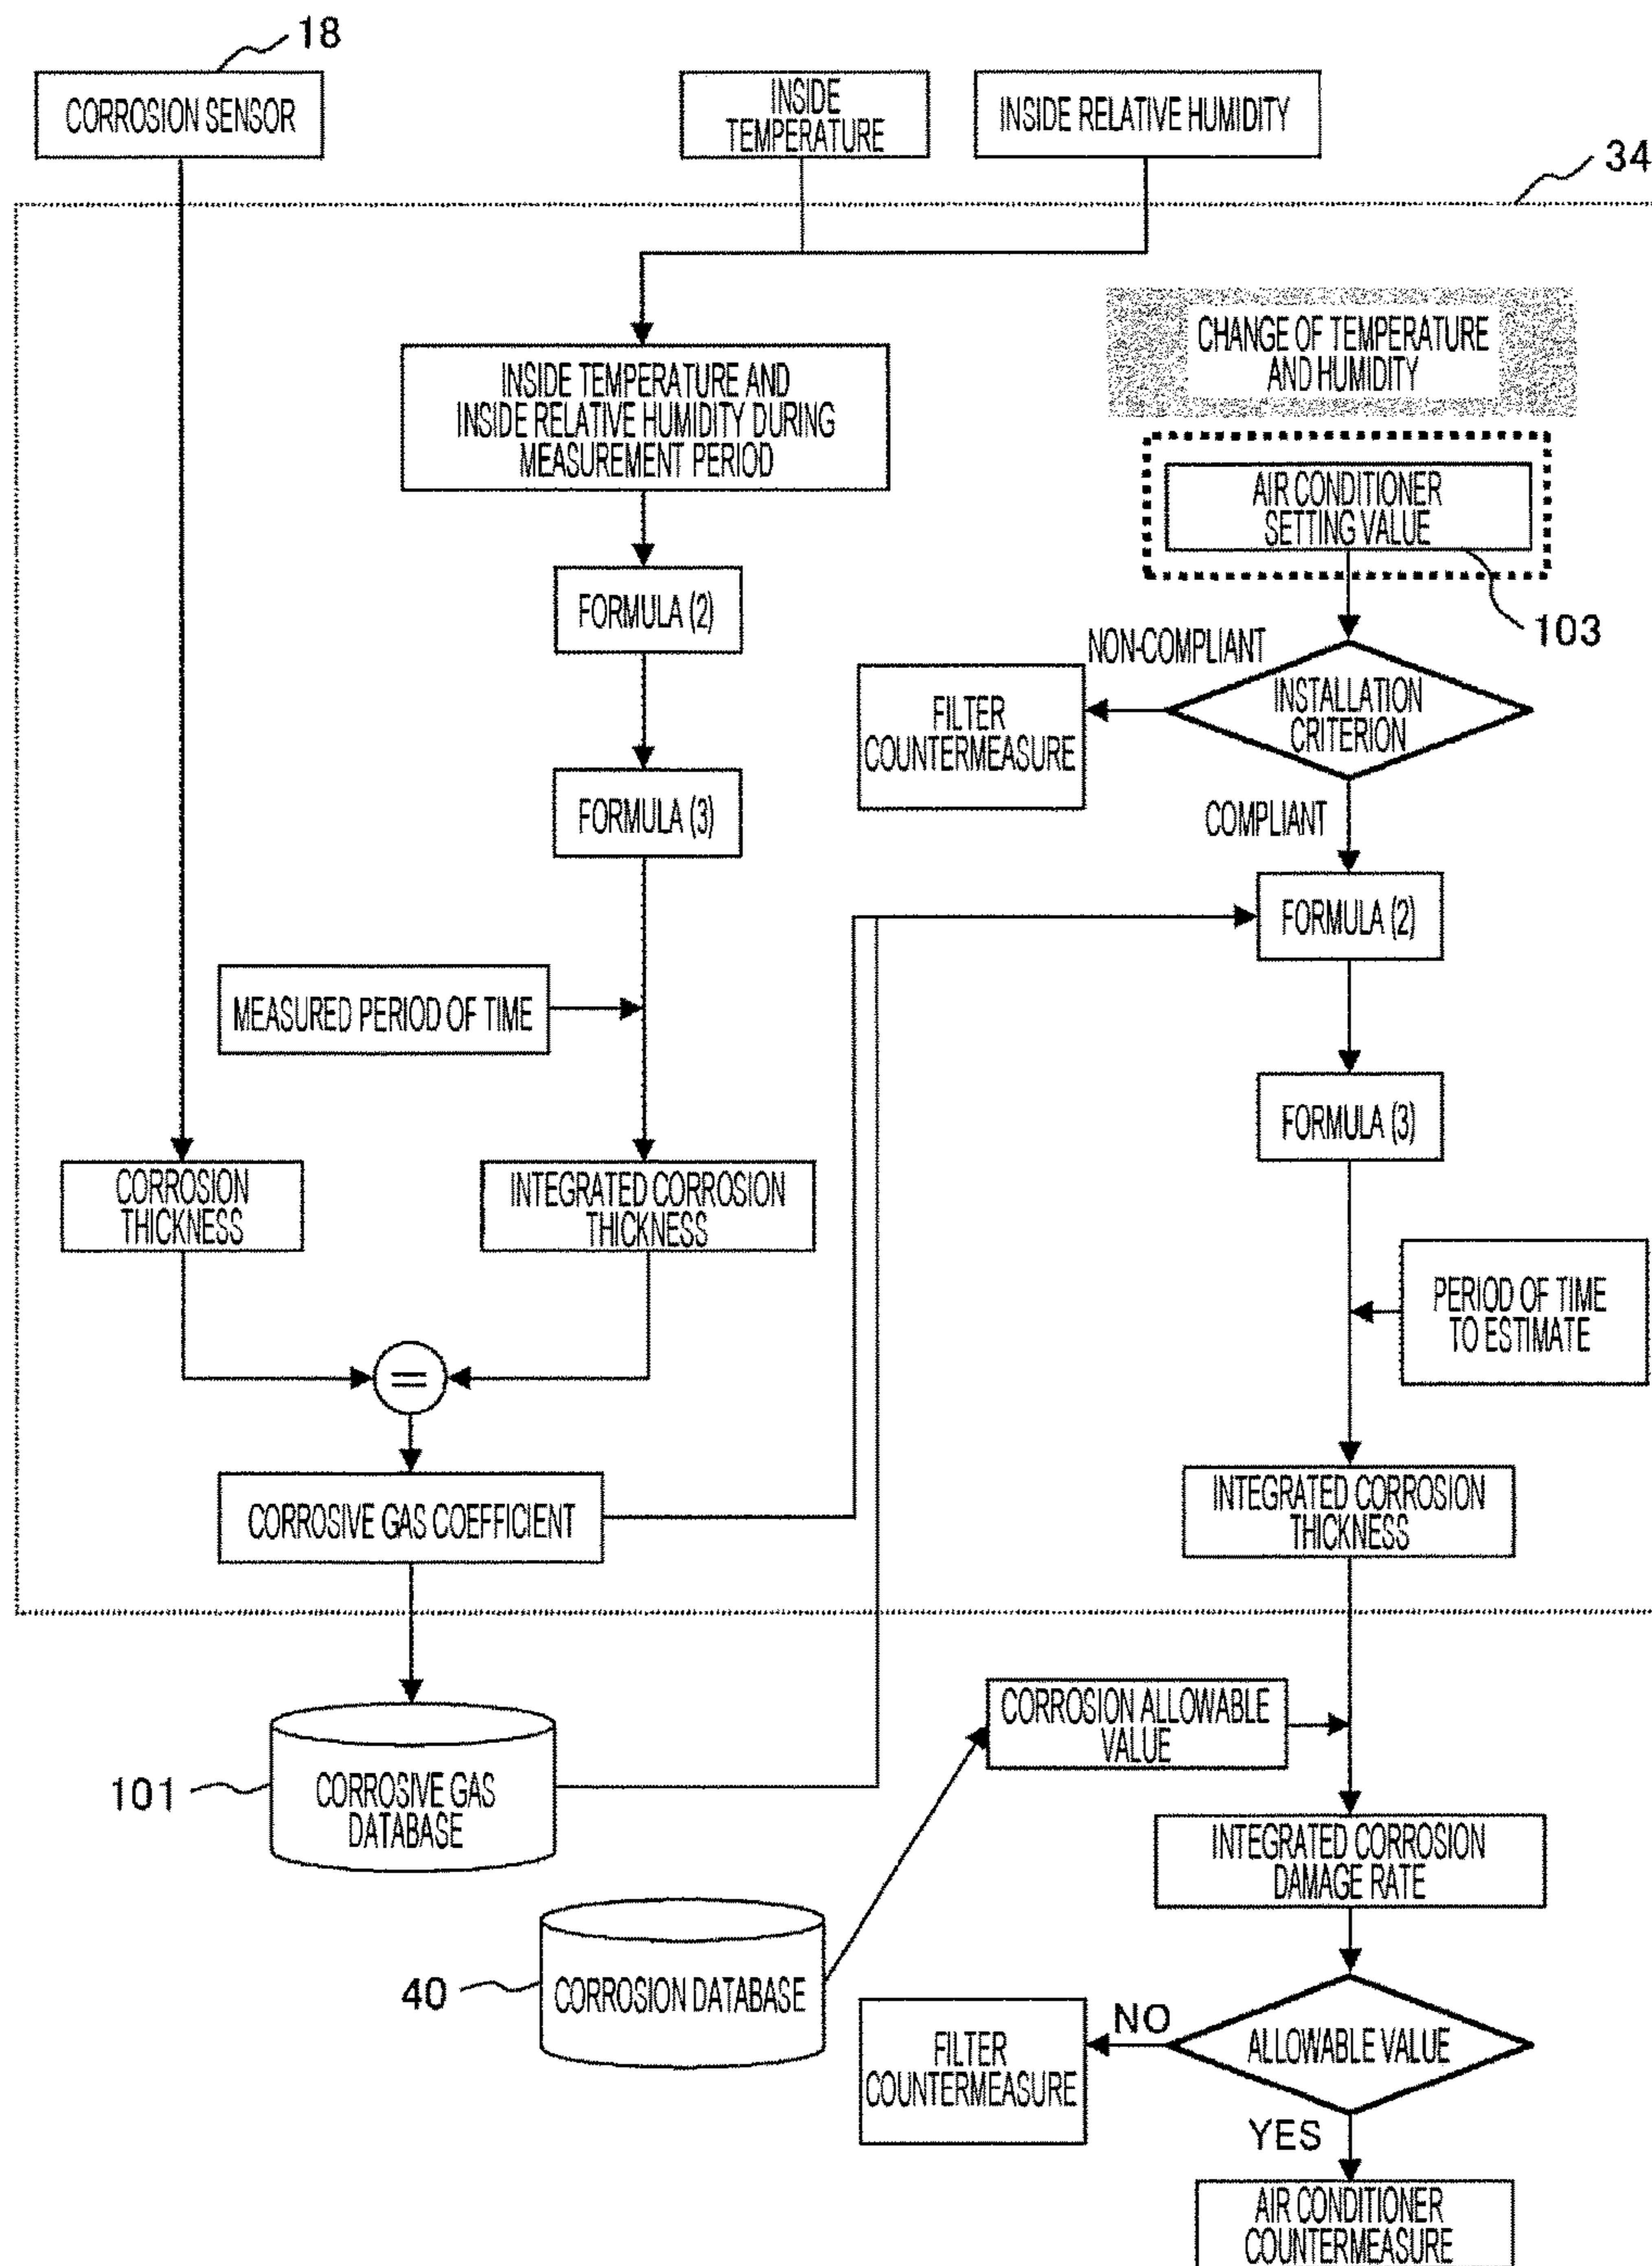 18
CORROSION SENSOR
INSIDE
TEMPERATURE
INSIDE RELATIVE HUMIDITY
34
CHANGE OF TEMPERATURE
AND HUMIDITY
INSIDE TEMPERATURE AND
INSIDE RELATIVE HUMIDITY DURING
MEASUREMENT PERIOD
AIR CONDITIONER
SETTING VALUE
103
FORMULA (2)
NON-COMPLIANT
FILTER
COUNTERMEASURE
INSTALLATION
CRITERION
FORMULA (3)
COMPLIANT
FORMULA (2)
MEASURED PERIOD OF TIME
FORMULA (3)
CORROSION
THICKNESS
INTEGRATED CORROSION
THICKNESS
PERIOD OF TIME
TO ESTIMATE
=
CORROSIVE GAS COEFFICIENT
INTEGRATED CORROSION
THICKNESS
CORROSION ALLOWABLE
VALUE
101
CORROSIVE GAS
DATABASE
INTEGRATED CORROSION
DAMAGE RATE
40
CORROSION DATABASE
FILTER
COUNTERMEASURE
NO
ALLOWABLE VALUE
YES
AIR CONDITIONER
COUNTERMEASURE